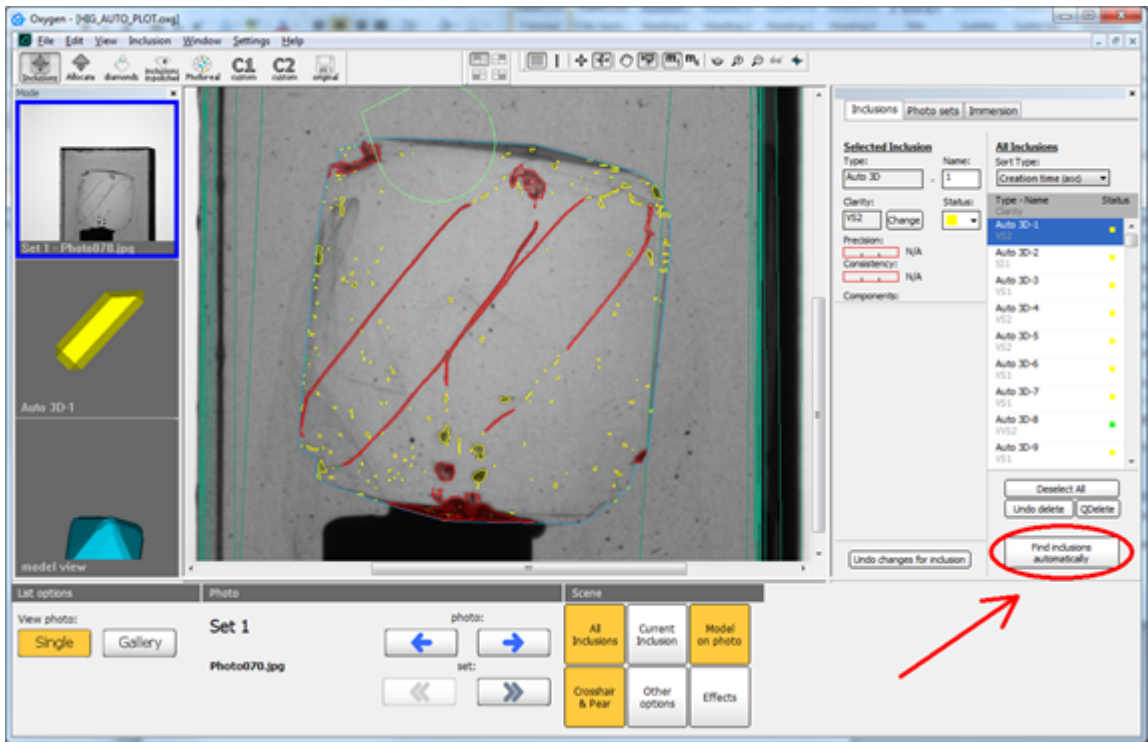 Oxygen - [HIG_AUTO_PLOT.oxg]
File Edit View Inclusion Window Settings Help
Inclusions Allocate diamonds inclusions in polished Photoreal C1 custom C2 custom original
Mode
Set 1 - Photo070.jpg
Auto 3D-1
model view
Inclusions Photo sets Immersion
Selected Inclusion
Type: Name:
Auto 3D - 1
Clarity: Status:
VS2 Change
Precision:
N/A
Consistency:
N/A
Components:
Undo changes for inclusion
All Inclusions
Sort Type:
Creation time (asc)
Type - Name Status
Clarity
Auto 3D-1
VS2
Auto 3D-2
SI1
Auto 3D-3
VS1
Auto 3D-4
VS2
Auto 3D-5
VS2
Auto 3D-6
VS1
Auto 3D-7
VS1
Auto 3D-8
VVS2
Auto 3D-9
VS1
Deselect All
Undo delete QDelete
Find inclusions
automatically
List options
View photo:
Single Gallery
Photo
Set 1
Photo070.jpg
photo:
set:
Scene
All
Inclusions
Current
Inclusion
Model
on photo
Crosshair
& Pear
Other
options
Effects